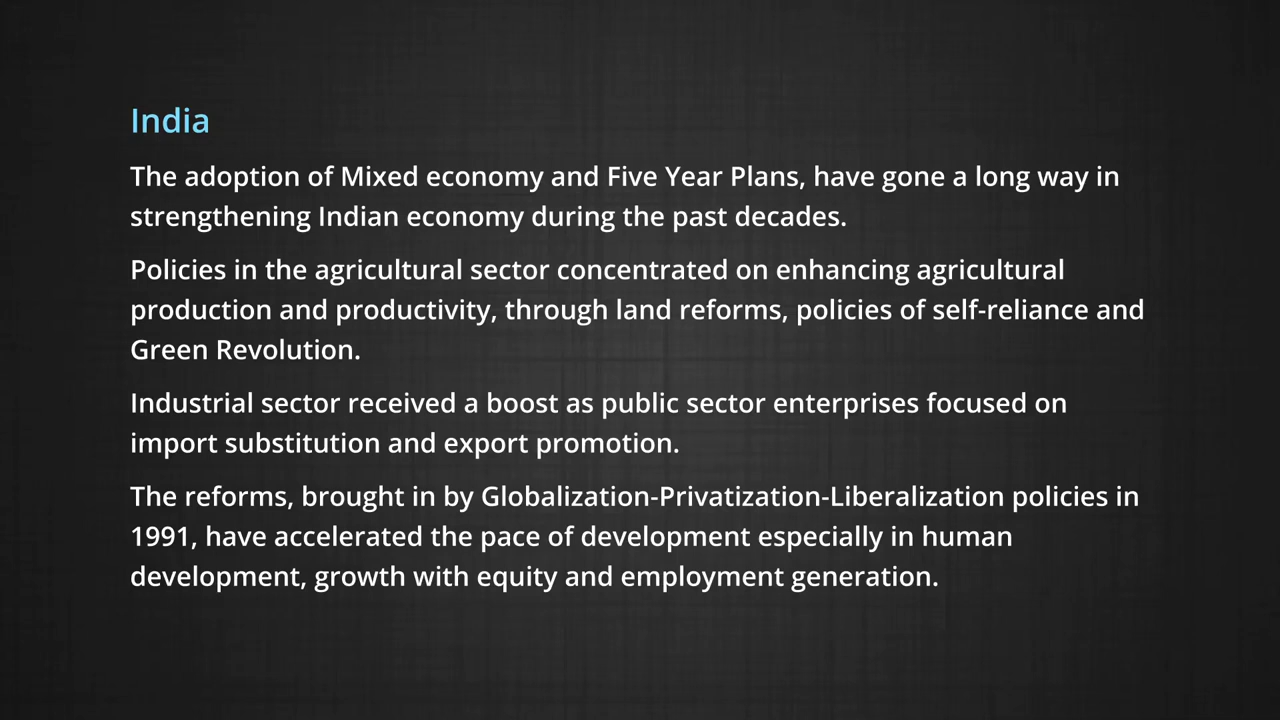 India
The adoption of Mixed economy and Five Year Plans, have gone a long way in
strengthening Indian economy during the past decades.
Policies in the agricultural sector concentrated on enhancing agricultural
production and productivity, through land reforms, policies of self-reliance and
Green Revolution.
Industrial sector received a boost as public sector enterprises focused on
import substitution and export promotion.
The reforms, brought in by Globalization-Privatization-Liberalization policies in
1991, have accelerated the pace of development especially in human
development, growth with equity and employment generation.